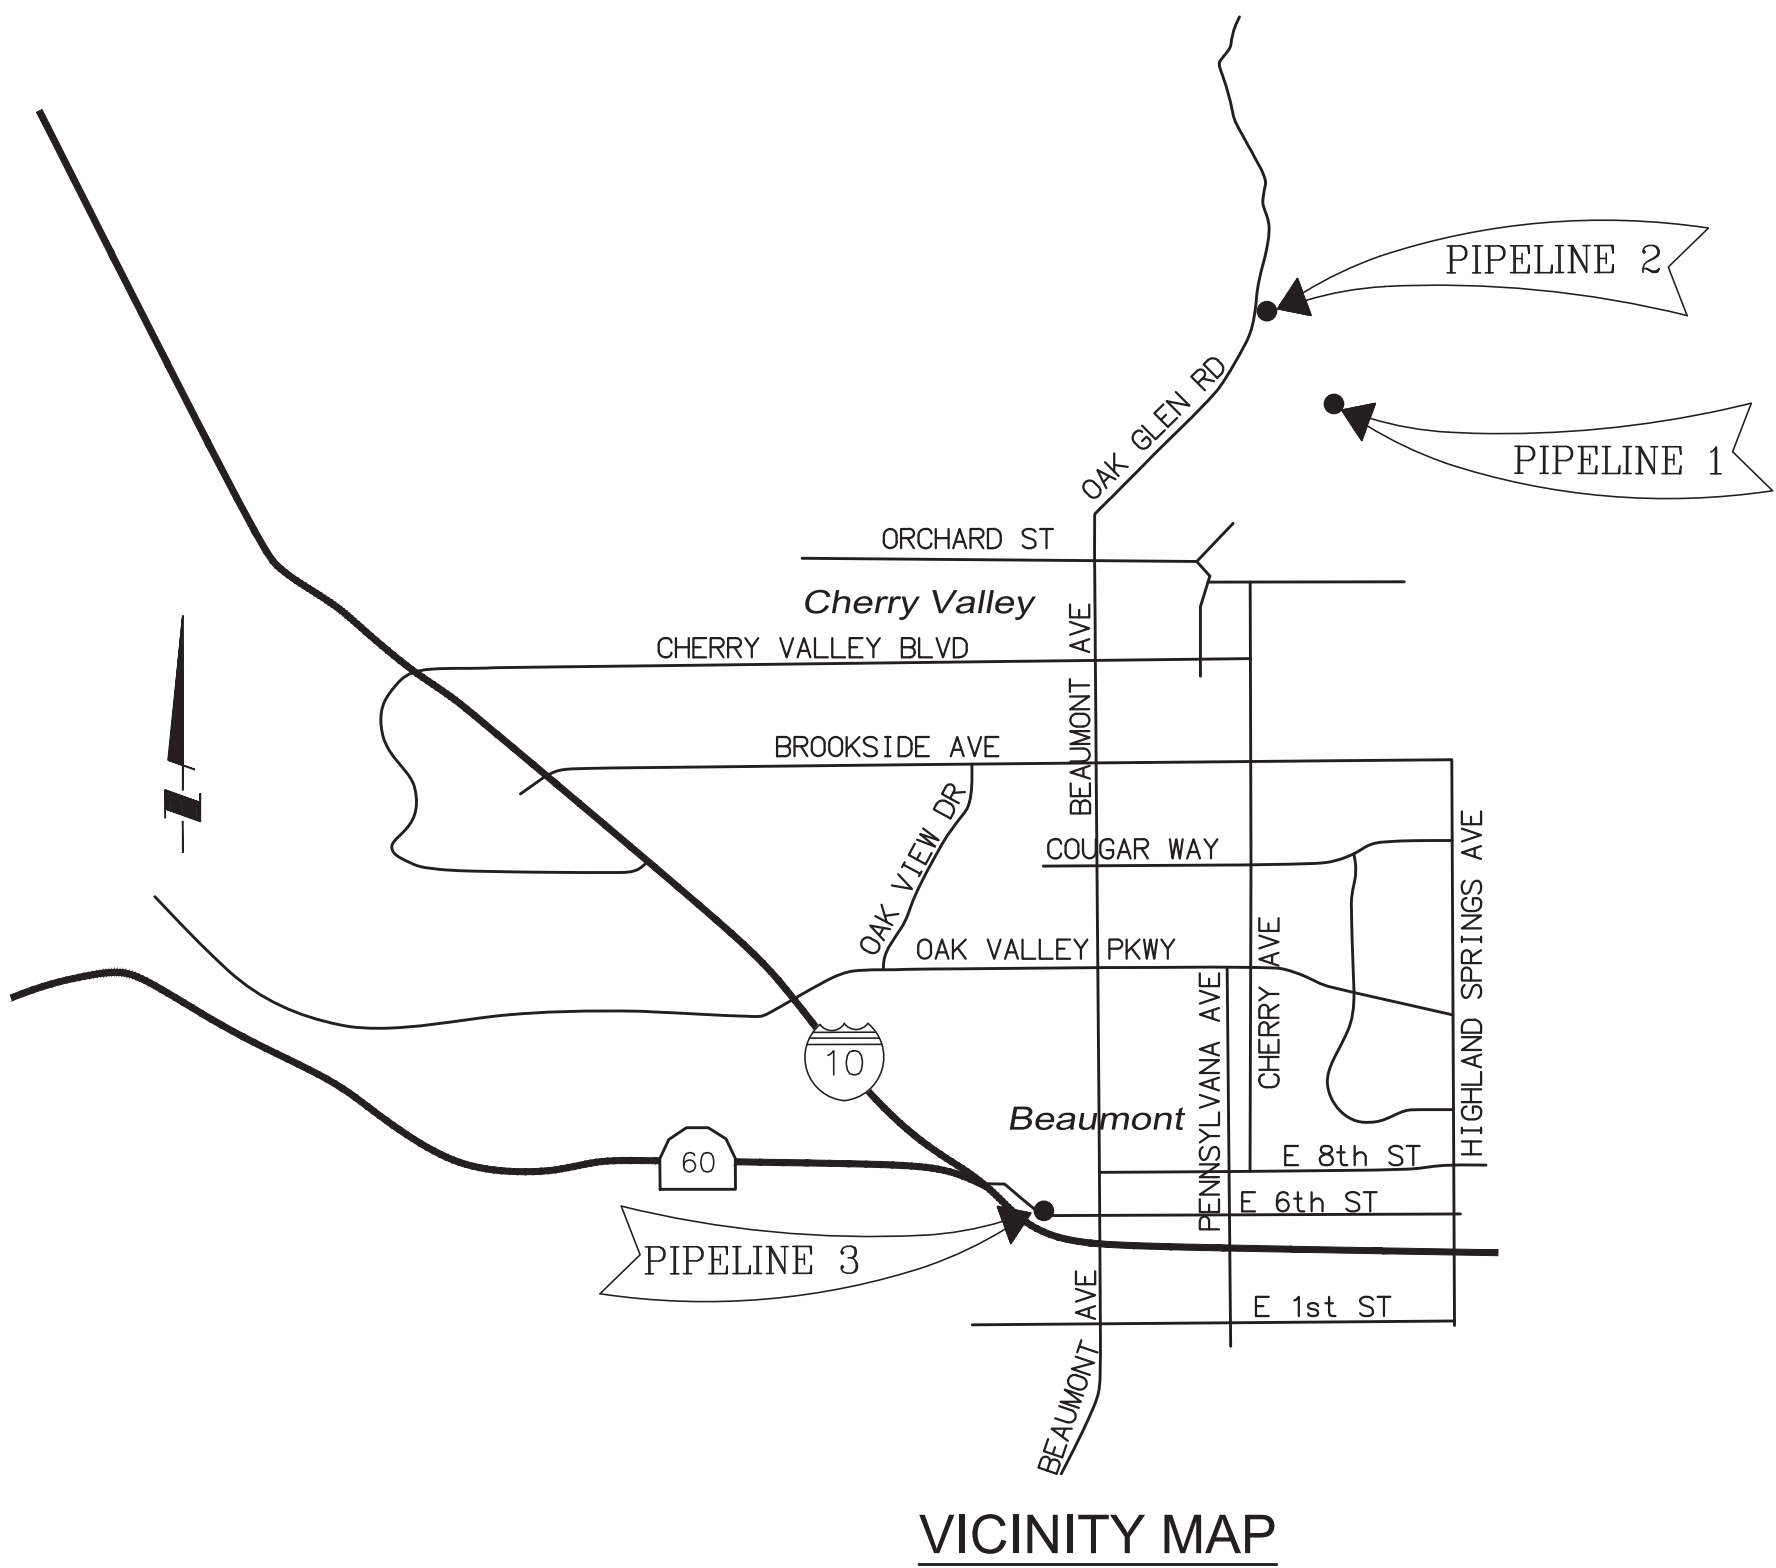 PIPELINE 2
OAK GLEN RD
PIPELINE 1
ORCHARD ST
Cherry Valley
BEAUMONT AVE
CHERRY VALLEY BLVD
BROOKSIDE AVE
OAK VIEW DR
COUGAR WAY
HIGHLAND SPRINGS AVE
N
OAK VALLEY PKWY
CHERRY AVE
PENNSYLVANA AVE
10
Beaumont
60
E 8th ST
E 6th ST
PIPELINE 3
E 1st ST
BEAUMONT AVE
VICINITY MAP